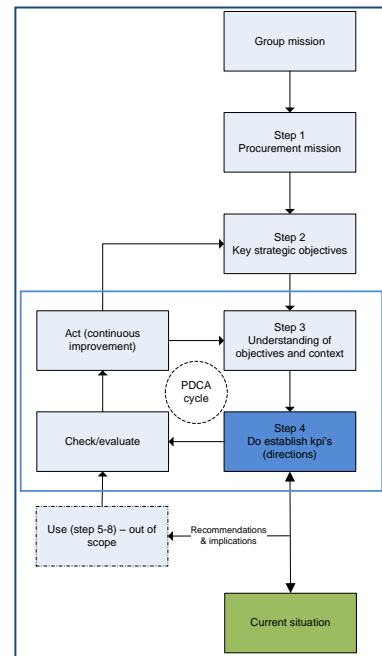 Group mission
Step 1
Procurement mission
Step 2
Key strategic objectives
Act (continuous
improvement)
Step 3
Understanding of
objectives and context
PDCA
cycle
Check/evaluate
Step 4
Do establish kpi's
(directions)
Use (step 5-8) – out of
scope
Recommendations
& implications
Current situation